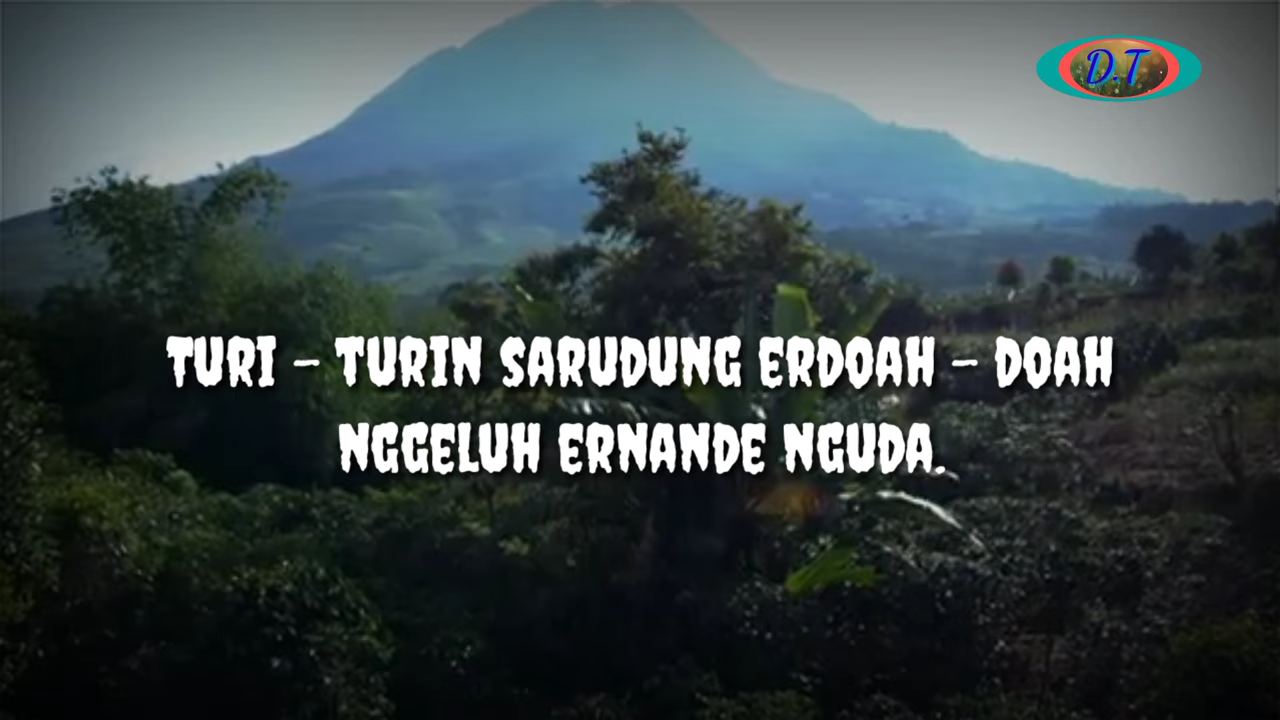 D.T
TURI - TURIN SARUDUNG ERDOAH - DOAH
NGGELUH ERNANDE NGUDA.